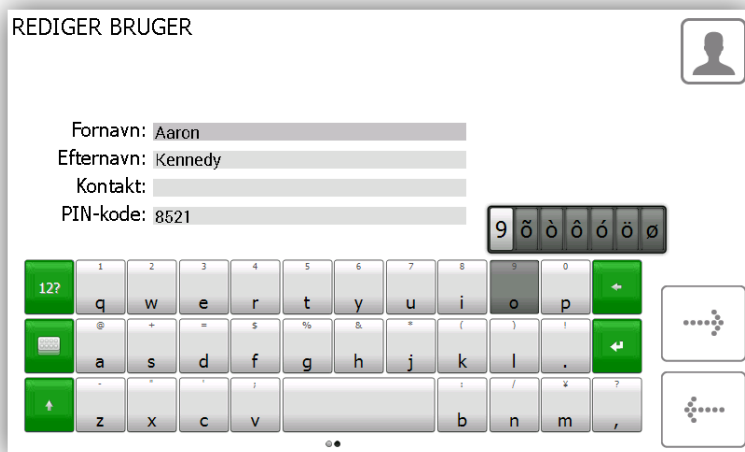 REDIGER BRUGER
Fornavn: Aaron
Efternavn: Kennedy
Kontakt:
PIN-kode: 8521
9 õ ò ô ó ö ø
1 2 3 4 5 6 7 8 9 0
12? q w e r t y u i o p
@ + = $ % & * ( ) !
a s d f g h j k l .
- " ' ; : / ¥ ?
z x c v b n m ,